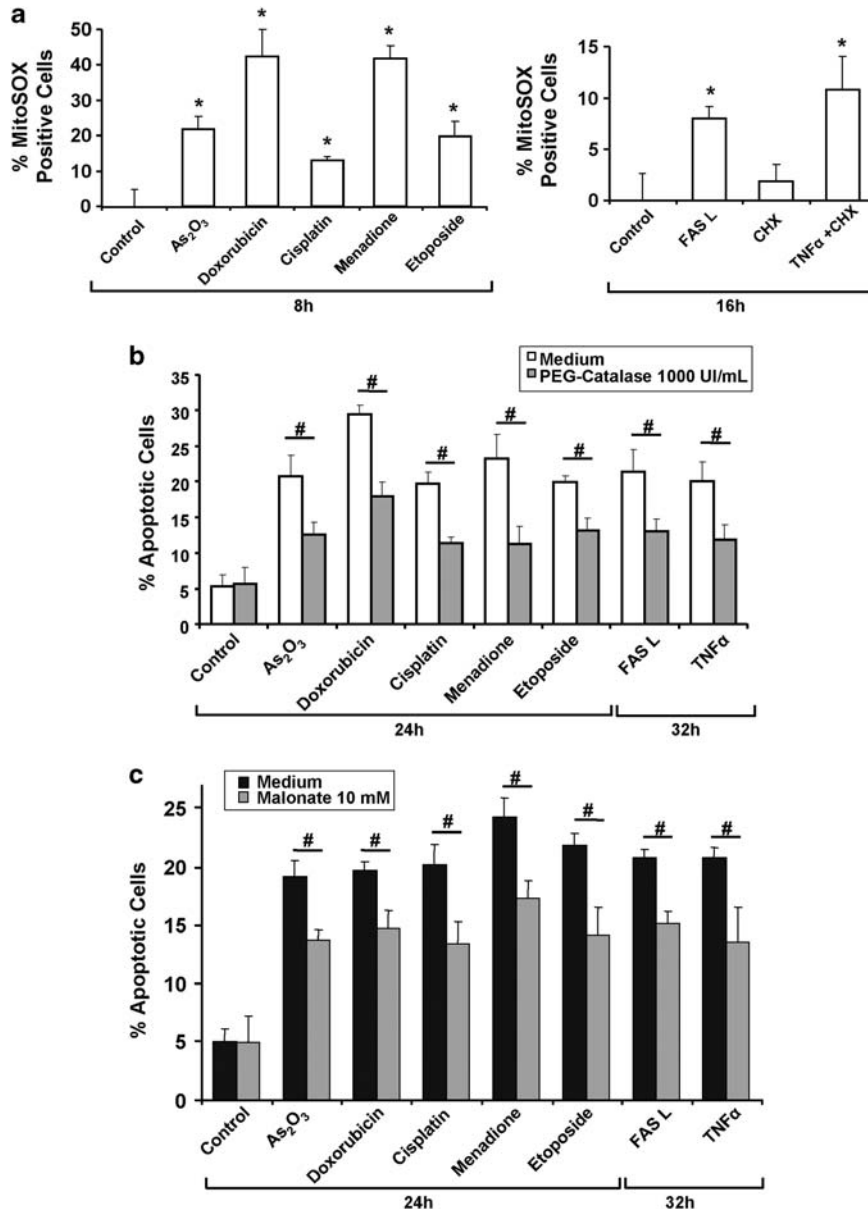 a
% MitoSOX
Positive Cells
50
40
30
20
10
0
*
*
*
*
*
Control
As₂O₃
Doxorubicin
Cisplatin
Menadione
Etoposide
8h
% MitoSOX
Positive Cells
15
10
5
0
*
*
Control
FAS L
CHX
TNFα +CHX
16h
b
Medium
PEG-Catalase 1000 UI/mL
% Apoptotic Cells
35
30
25
20
15
10
5
0
#
#
#
#
#
#
#
Control
As₂O₃
Doxorubicin
Cisplatin
Menadione
Etoposide
FAS L
TNFα
24h
32h
c
Medium
Malonate 10 mM
% Apoptotic Cells
25
20
15
10
5
0
#
#
#
#
#
#
#
Control
As₂O₃
Doxorubicin
Cisplatin
Menadione
Etoposide
FAS L
TNFα
24h
32h